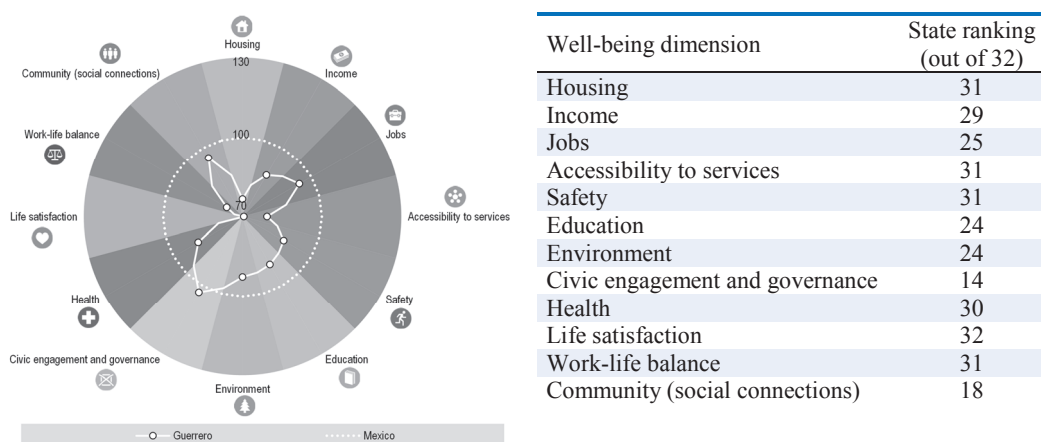 Housing
130
Income
Community (social connections)
100
Jobs
Work-life balance
70
Life satisfaction
Accessibility to services
Health
Safety
Civic engagement and governance
Education
Environment
Guerrero
Mexico
Well-being dimension State ranking
(out of 32)
Housing 31
Income 29
Jobs 25
Accessibility to services 31
Safety 31
Education 24
Environment 24
Civic engagement and governance 14
Health 30
Life satisfaction 32
Work-life balance 31
Community (social connections) 18